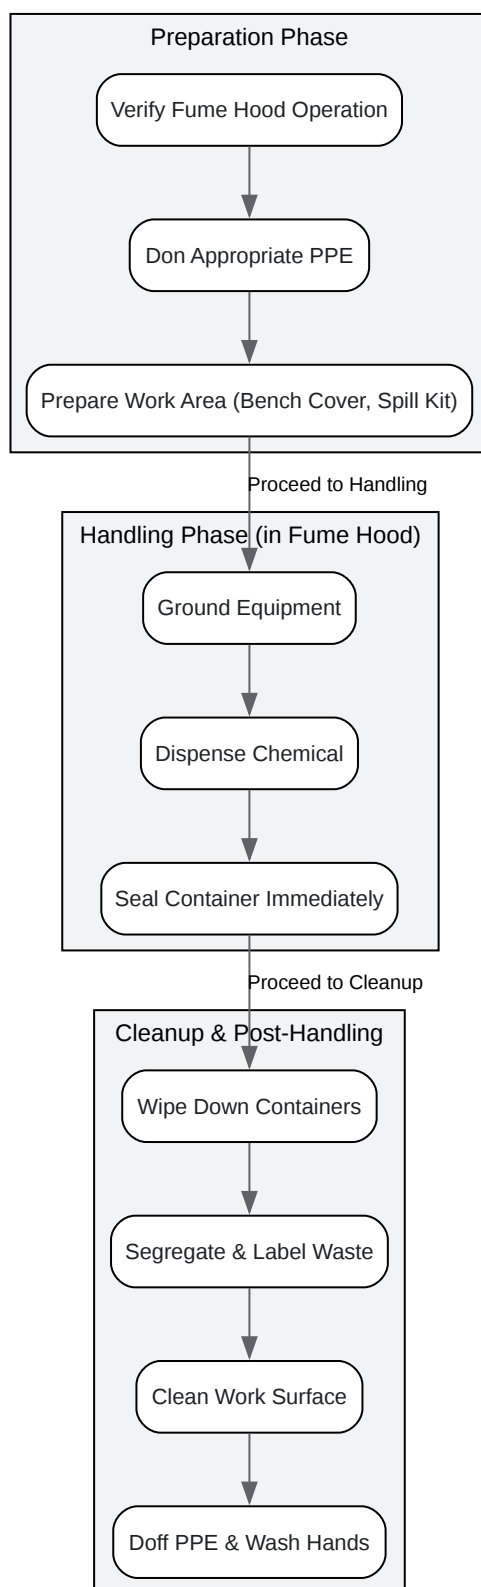 Preparation Phase
Verify Fume Hood Operation
Don Appropriate PPE
Prepare Work Area (Bench Cover, Spill Kit)
Proceed to Handling
Handling Phase (in Fume Hood)
Ground Equipment
Dispense Chemical
Seal Container Immediately
Proceed to Cleanup
Cleanup & Post-Handling
Wipe Down Containers
Segregate & Label Waste
Clean Work Surface
Doff PPE & Wash Hands